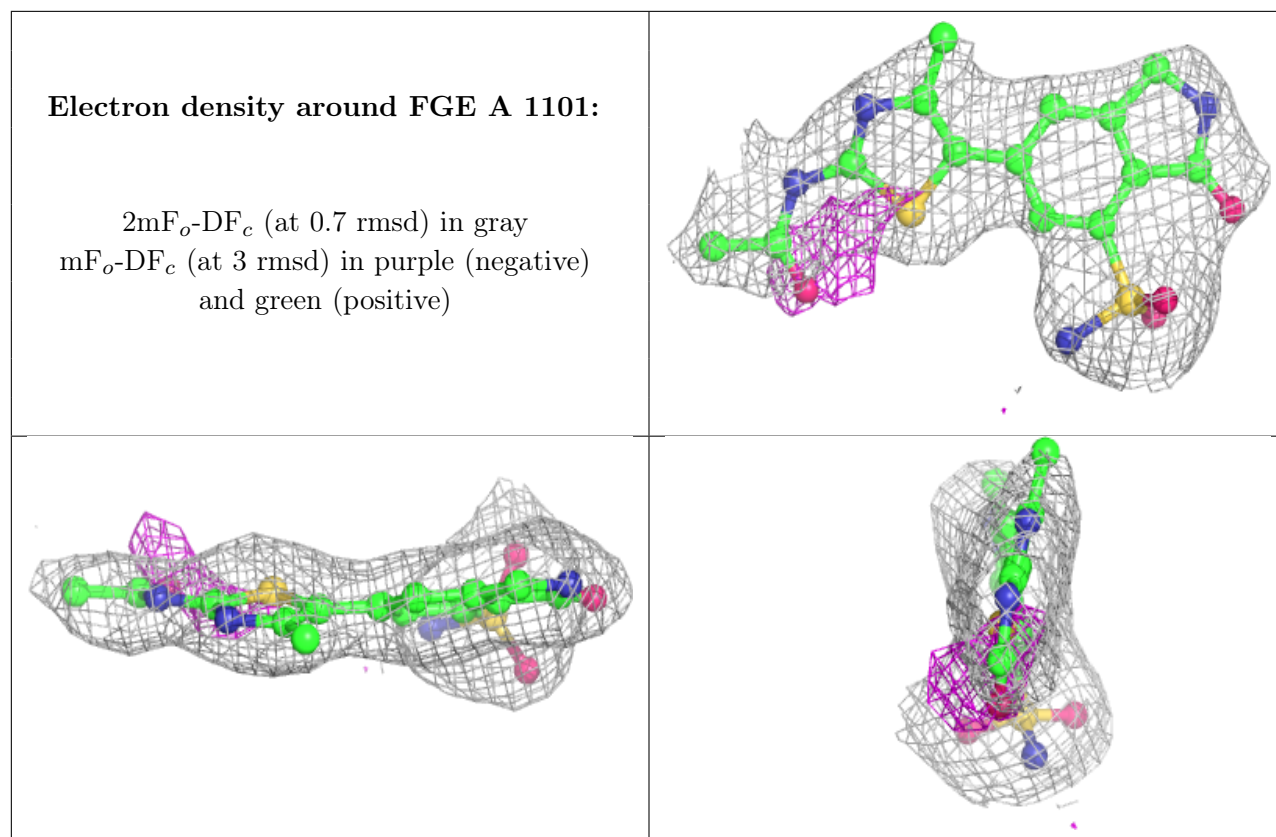 Electron density around FGE A 1101:
2mFo-DFc (at 0.7 rmsd) in gray
mFo-DFc (at 3 rmsd) in purple (negative)
and green (positive)